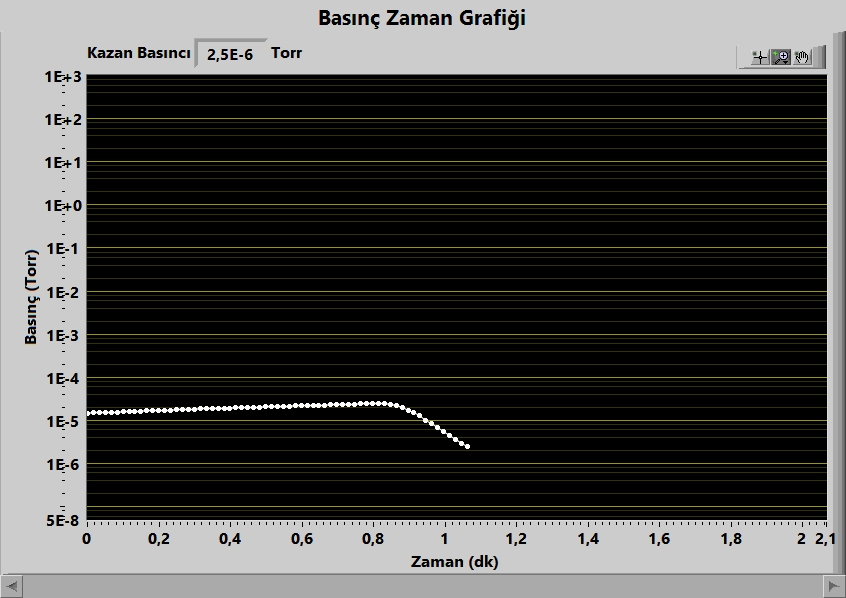 Basınç Zaman Grafiği
Kazan Basıncı 2,5E-6 Torr
1E+3
1E+2
1E+1
1E+0
1E-1
1E-2
1E-3
1E-4
1E-5
1E-6
5E-8
Basınç (Torr)
0 0,2 0,4 0,6 0,8 1 1,2 1,4 1,6 1,8 2 2,1
Zaman (dk)